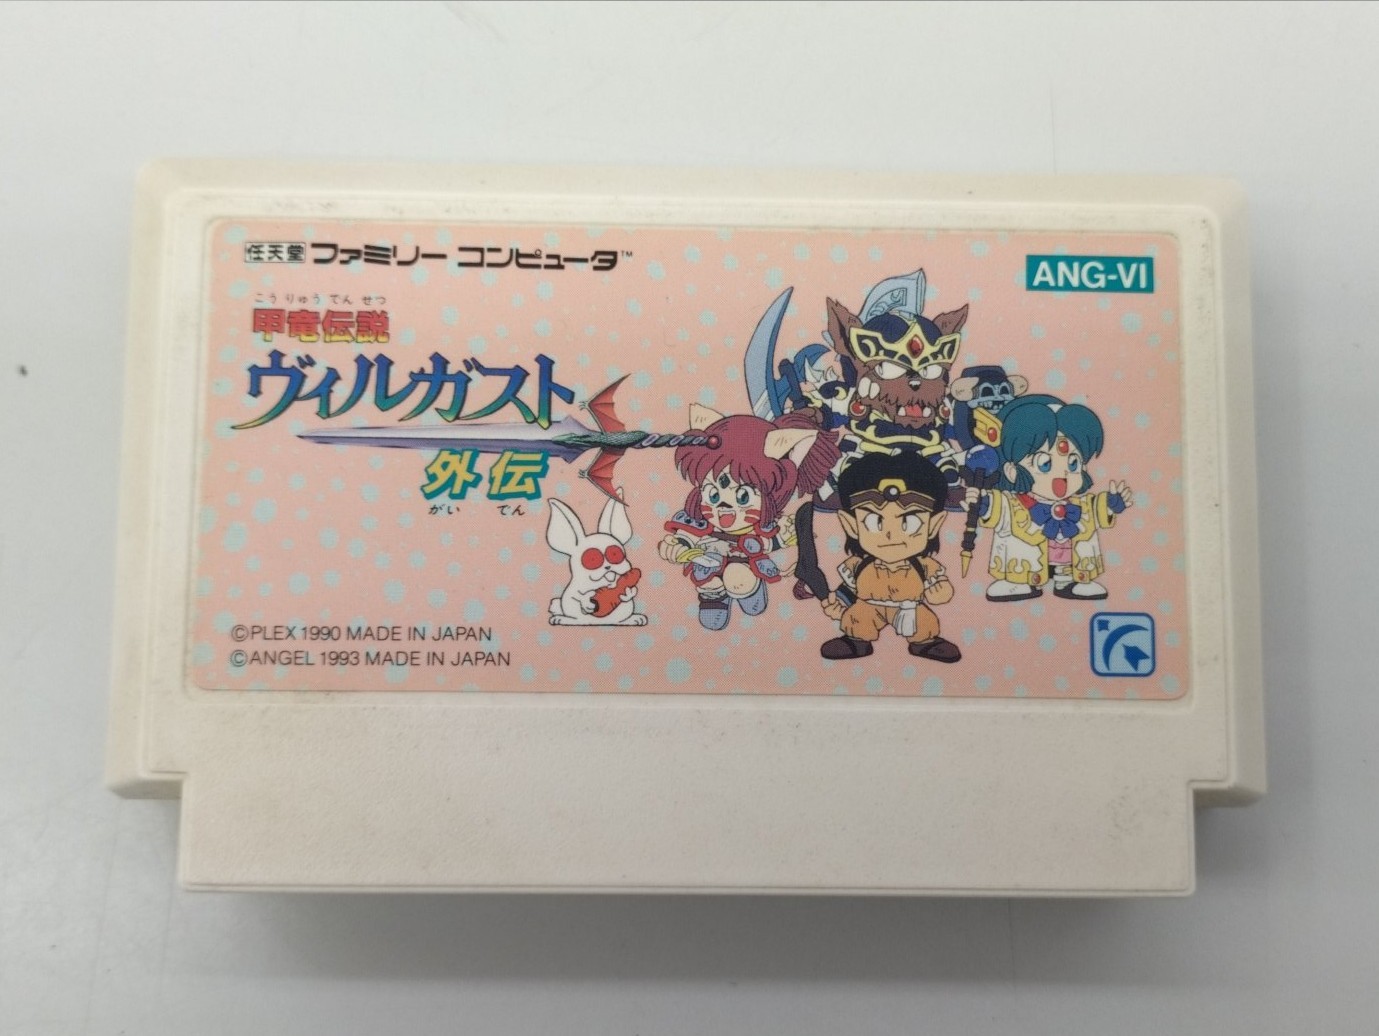 任天堂 ファミリー コンピュータ™
ANG-VI
こうりゅうでんせつ
甲竜伝説
ヴィルガスト
外伝
がいでん
©PLEX 1990 MADE IN JAPAN
©ANGEL 1993 MADE IN JAPAN